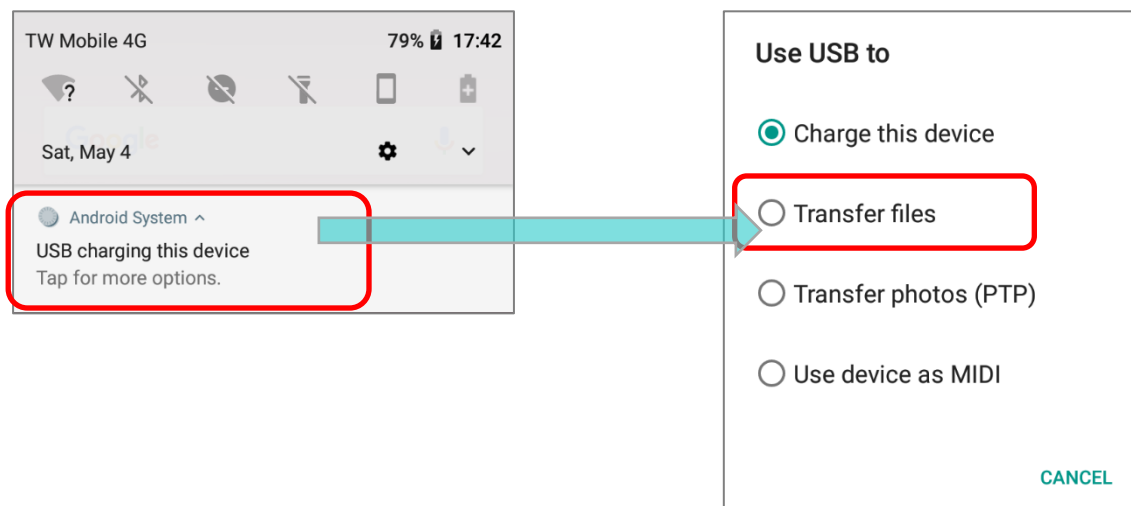 TW Mobile 4G 79% 17:42
?
Google
Sat, May 4
Android System
USB charging this device
Tap for more options.
Use USB to
Charge this device
Transfer files
Transfer photos (PTP)
Use device as MIDI
CANCEL